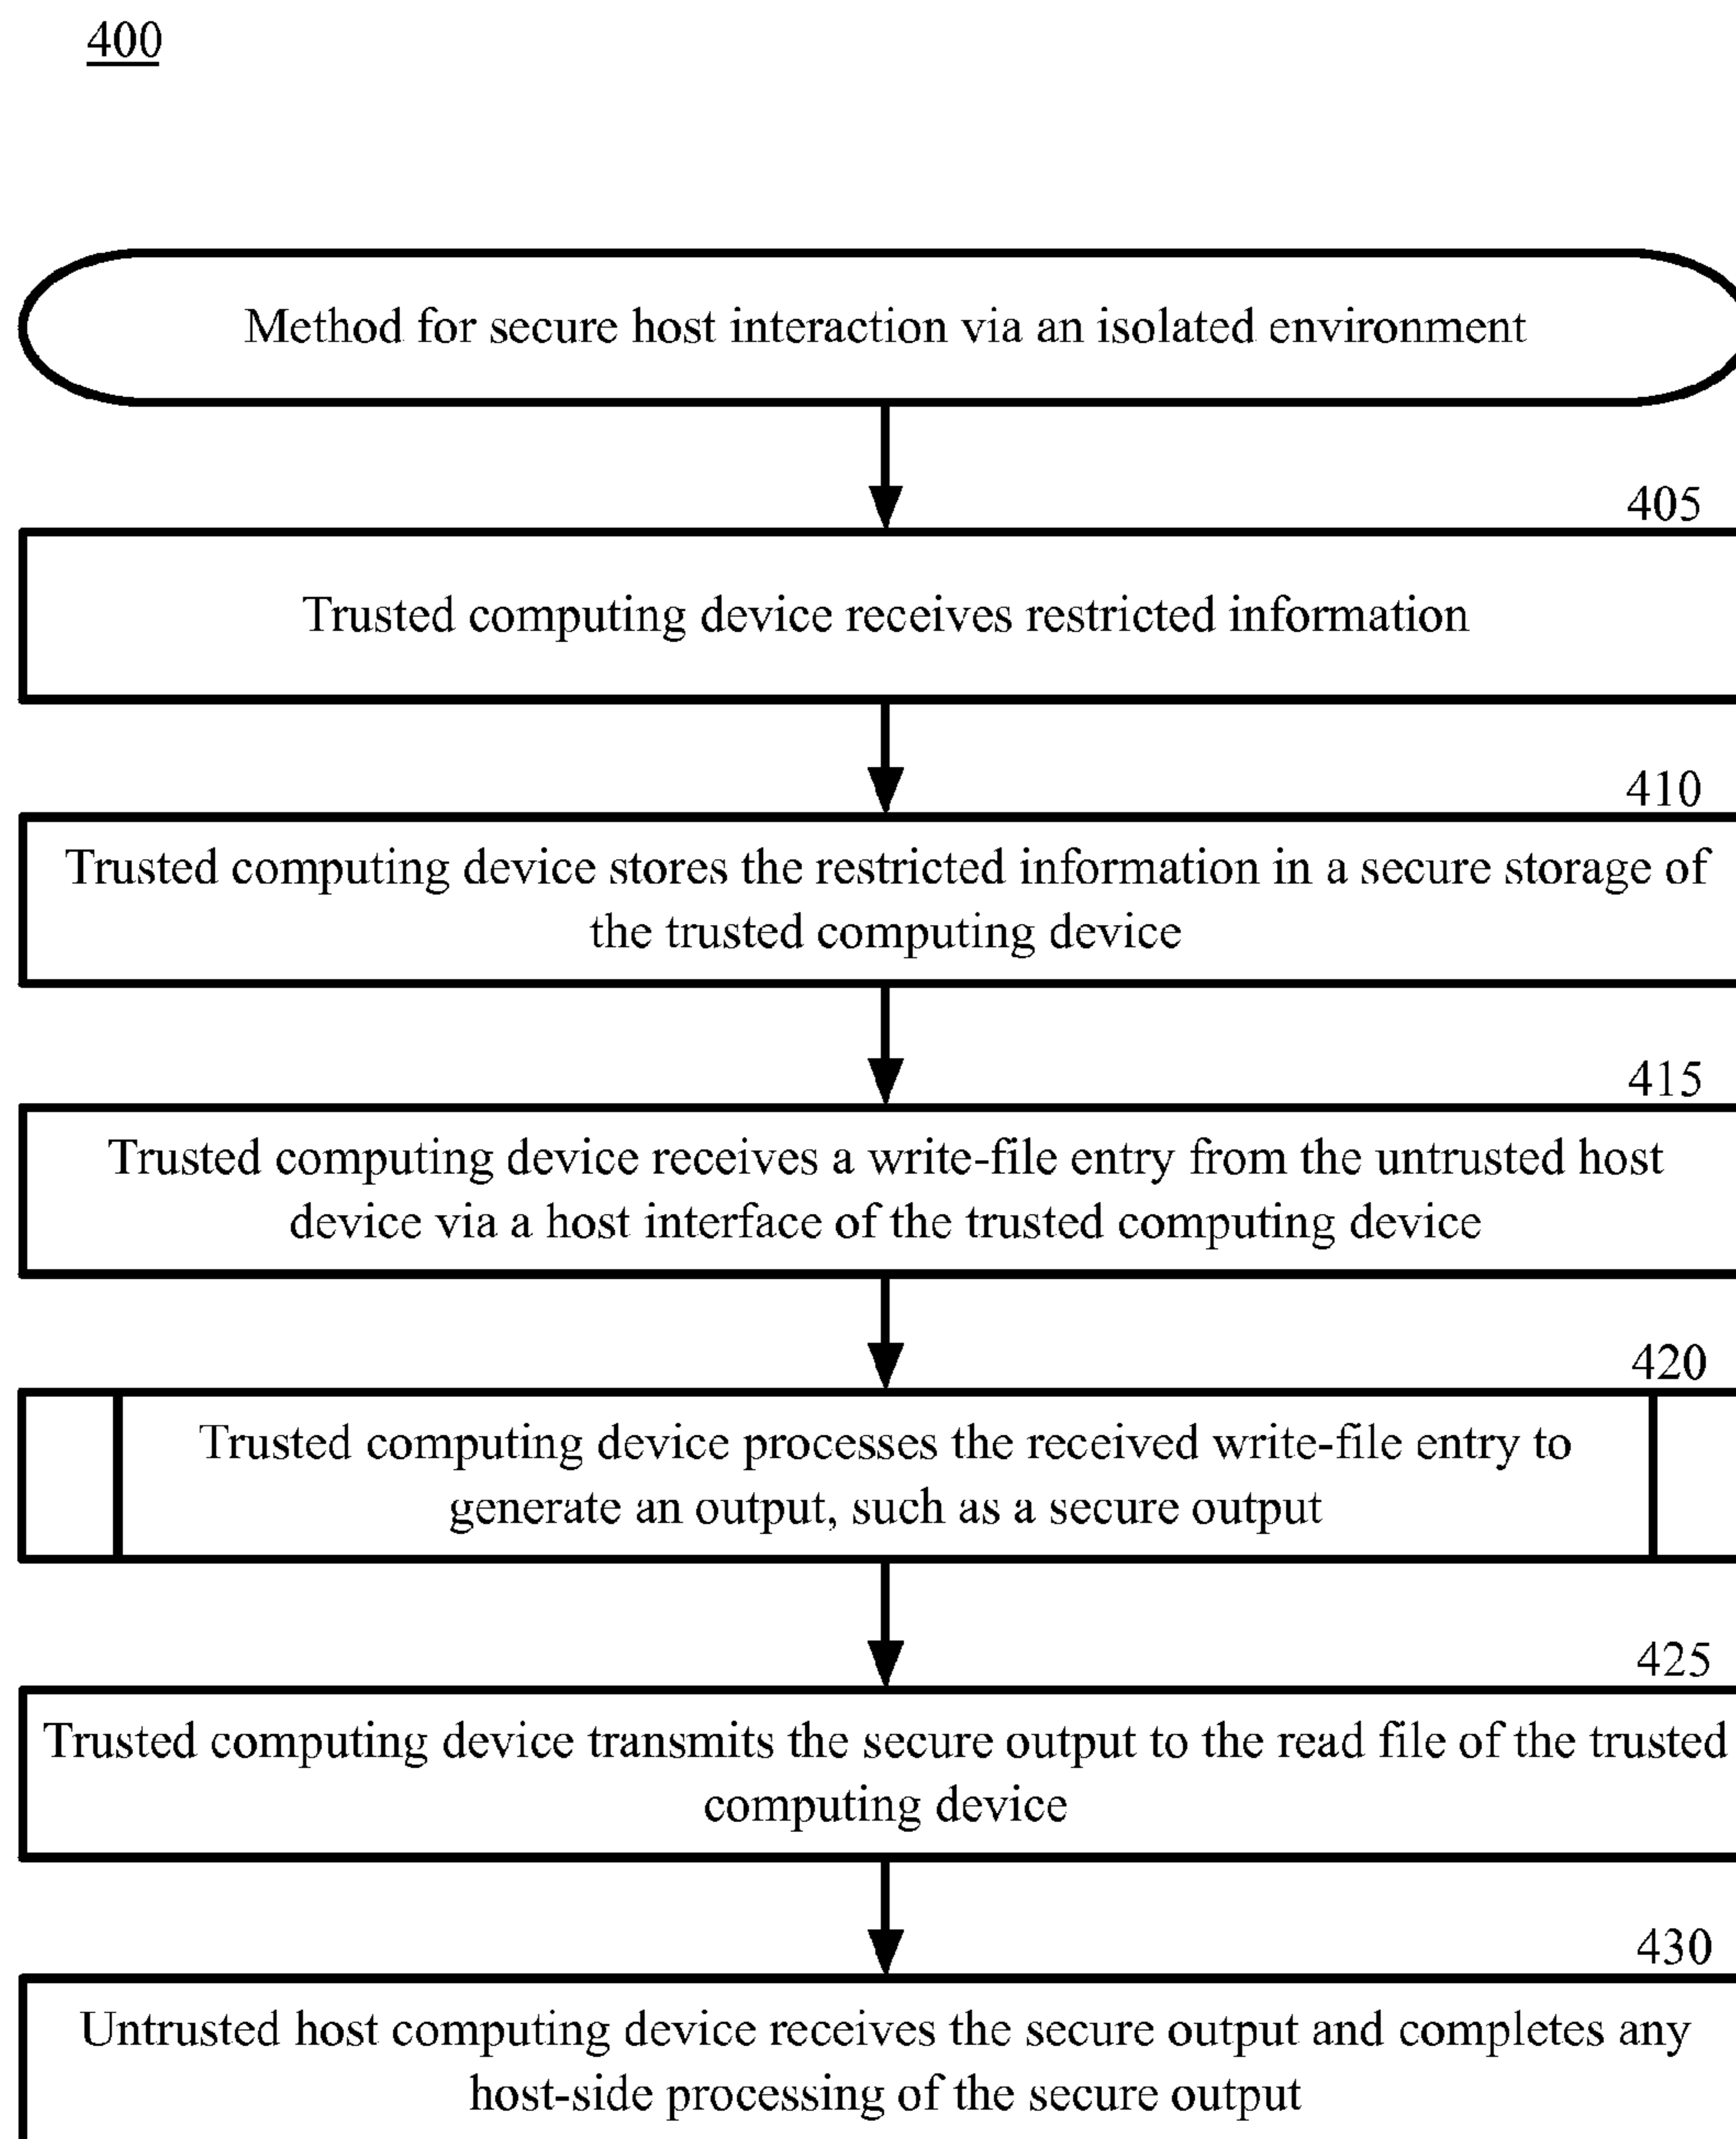 400
Method for secure host interaction via an isolated environment
405
Trusted computing device receives restricted information
410
Trusted computing device stores the restricted information in a secure storage of
the trusted computing device
415
Trusted computing device receives a write-file entry from the untrusted host
device via a host interface of the trusted computing device
420
Trusted computing device processes the received write-file entry to
generate an output, such as a secure output
425
Trusted computing device transmits the secure output to the read file of the trusted
computing device
430
Untrusted host computing device receives the secure output and completes any
host-side processing of the secure output